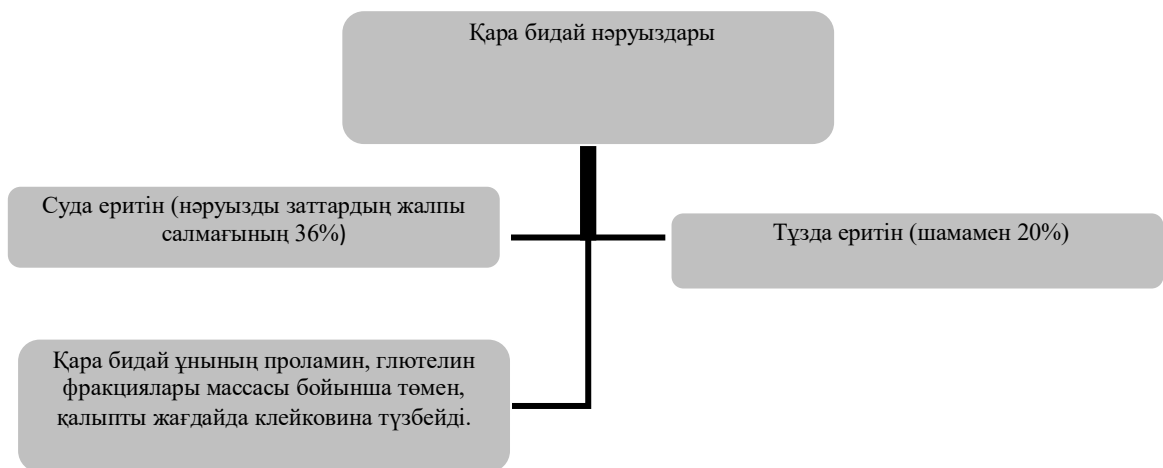 Қара бидай нәруыздары
Суда еритін (нәруызды заттардың жалпы
салмағының 36%)
Тұзда еритін (шамамен 20%)
Қара бидай ұнының проламин, глютелин
фракциялары массасы бойынша төмен,
қалыпты жағдайда клейковина түзбейді.